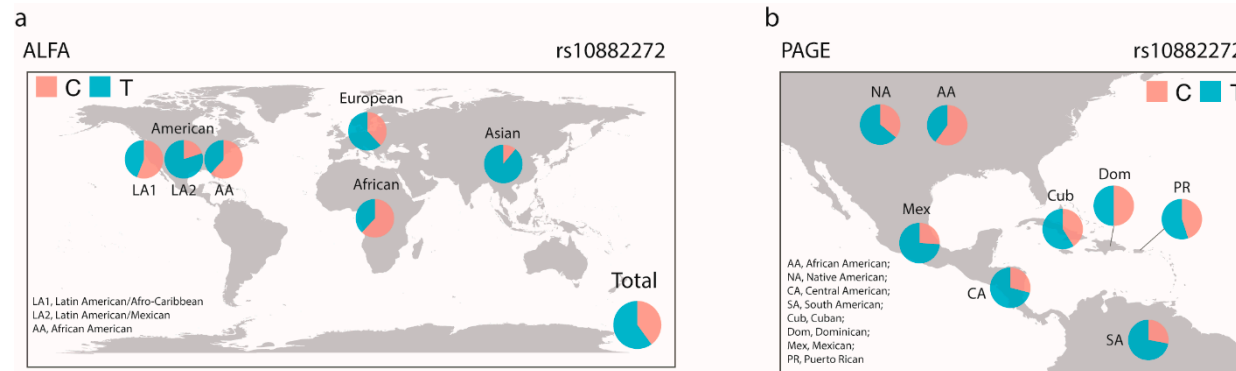 a
ALFA rs10882272
C T
European
American
Asian
LA1 LA2 AA
African
Total
LA1, Latin American/Afro-Caribbean
LA2, Latin American/Mexican
AA, African American
b
PAGE rs10882272
C T
NA AA
Dom
Cub PR
Mex
CA
SA
AA, African American;
NA, Native American;
CA, Central American;
SA, South American;
Cub, Cuban;
Dom, Dominican;
Mex, Mexican;
PR, Puerto Rican